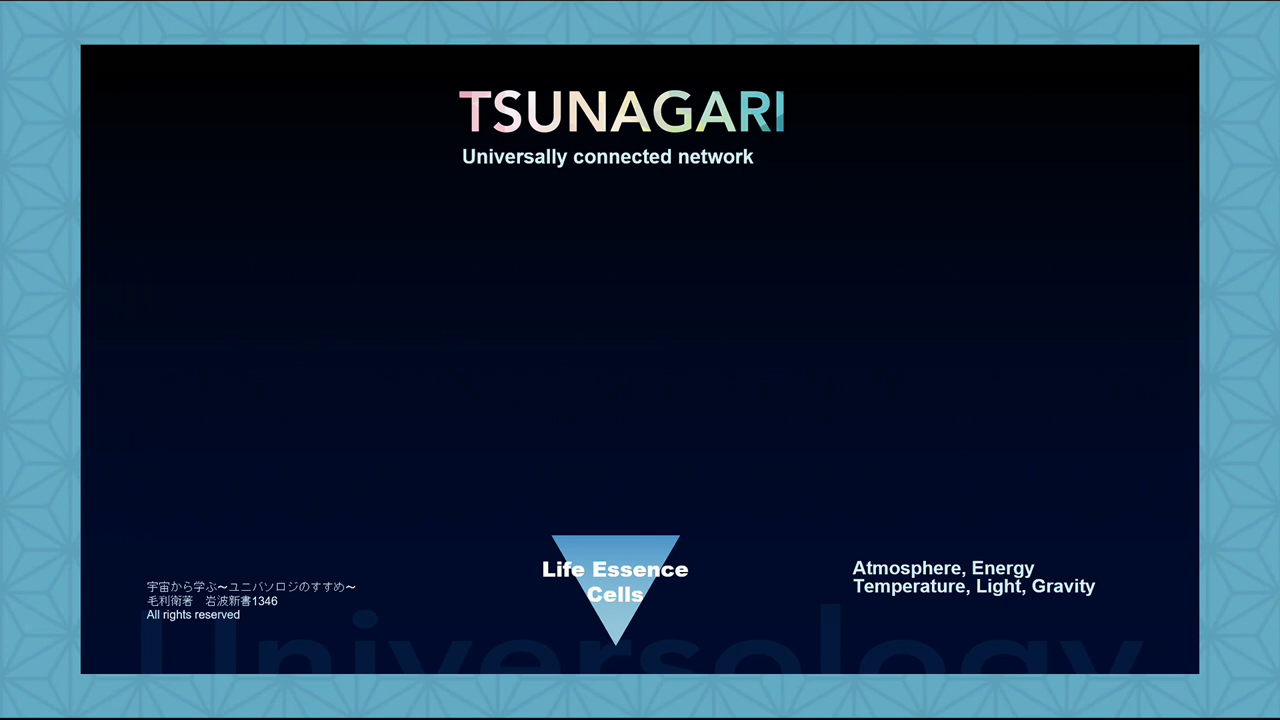 TSUNAGARI
Universally connected network
Life Essence
Cells
Atmosphere, Energy
Temperature, Light, Gravity
宇宙から学ぶ〜ユニバソロジのすすめ〜
毛利衛著　岩波新書1346
All rights reserved
Universology